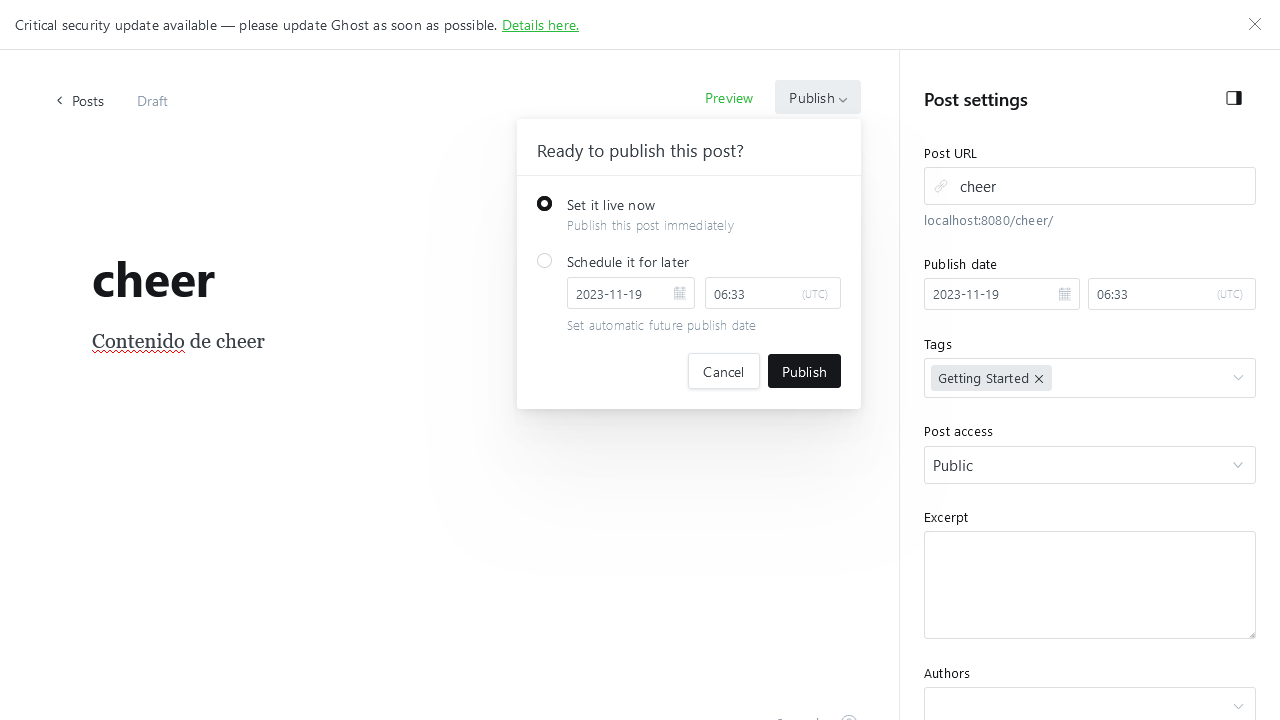 Critical security update available — please update Ghost as soon as possible. Details here.
Posts
Draft
Preview
Publish
Ready to publish this post?
Set it live now
Publish this post immediately
Schedule it for later
2023-11-19
06:33
(UTC)
Set automatic future publish date
Cancel
Publish
cheer
Contenido de cheer
Post settings
Post URL
cheer
localhost:8080/cheer/
Publish date
2023-11-19
06:33
(UTC)
Tags
Getting Started
Post access
Public
Excerpt
Authors